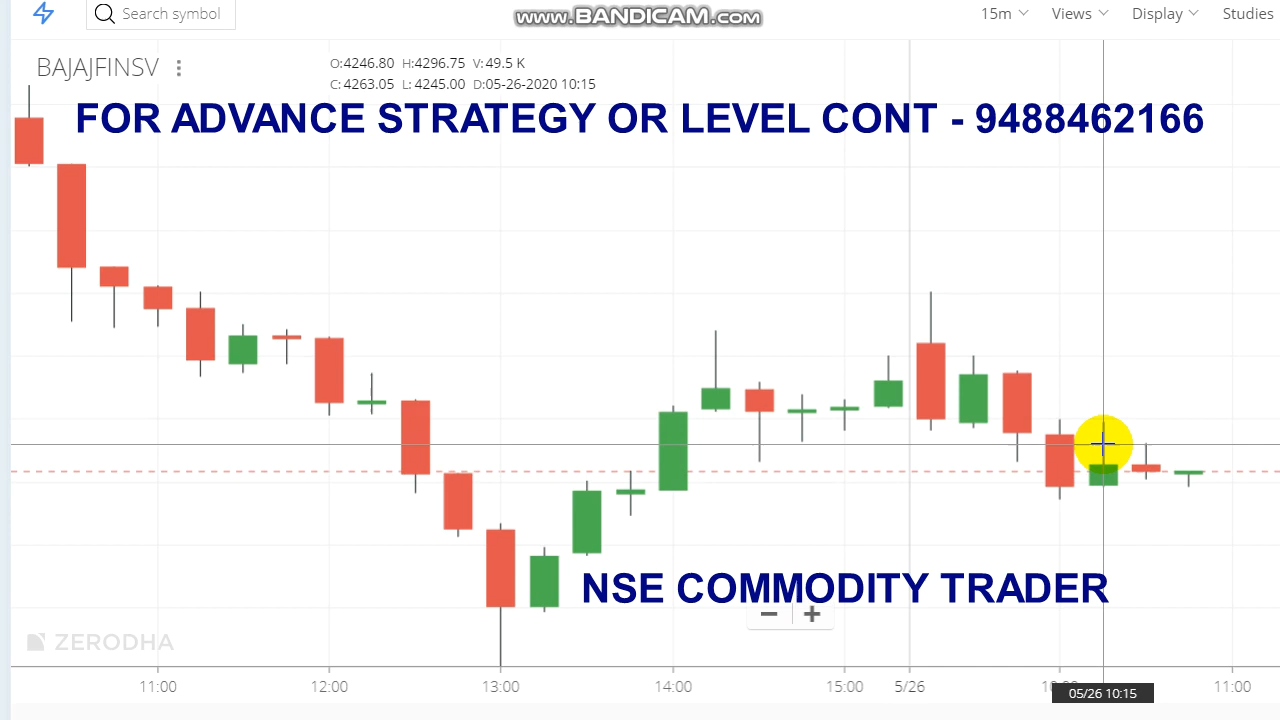 www.BANDICAM.com
Search symbol
15m Views Display Studies
BAJAJFINSV
O:4246.80 H:4296.75 V:49.5 K
C:4263.05 L:4245.00 D:05-26-2020 10:15
FOR ADVANCE STRATEGY OR LEVEL CONT - 9488462166
NSE COMMODITY TRADER
ZERODHA
11:00 12:00 13:00 14:00 15:00 5/26 11:00
05/26 10:15